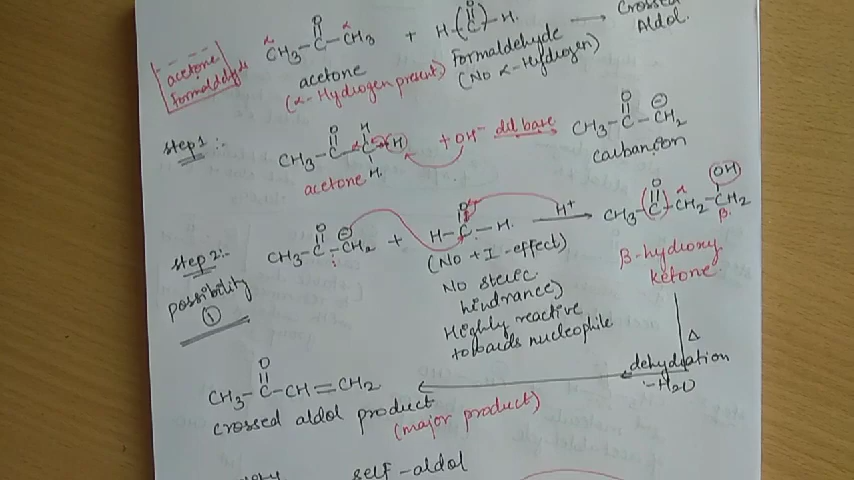 acetone
formaldehyde
α α
O
CH3-C-CH3 + H-(C)-H. → Crossed
Aldol.
acetone Formaldehyde
(α-Hydrogen present) (No α-Hydrogen)
Step 1 :-
O H
CH3-C-C-H + OH- dil base CH3-C-CH2
H.
acetone carbanion
Step 2 :-
possibility
①
O O
CH3-C-CH2 + H-C-H. H+ → CH3-(C)-CH2-CH2
OH
α β
(No +I-effect)
No steric
hindrance)
Highly reactive
towards nucleophile
β-hydroxy
ketone.
Δ
dehydration
-H2O
O
CH3-C-CH=CH2
crossed aldol product
(major product)
self-aldol